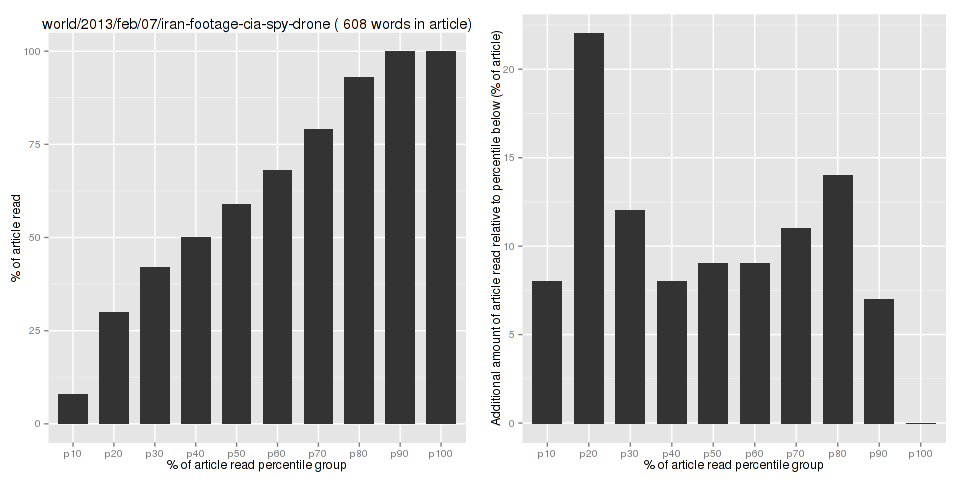 world/2013/feb/07/iran-footage-cia-spy-drone ( 608 words in article)
% of article read
100
75
50
25
0
p10 p20 p30 p40 p50 p60 p70 p80 p90 p100
% of article read percentile group
Additional amount of article read relative to percentile below (% of article)
20
15
10
5
0
p10 p20 p30 p40 p50 p60 p70 p80 p90 p100
% of article read percentile group